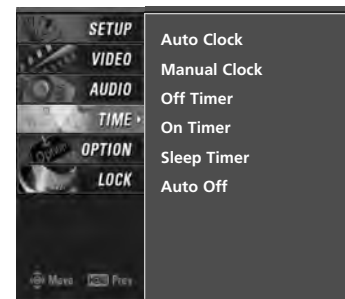 SETUP
VIDEO
AUDIO
TIME
OPTION
LOCK
Move MENU Prev
Auto Clock
Manual Clock
Off Timer
On Timer
Sleep Timer
Auto Off